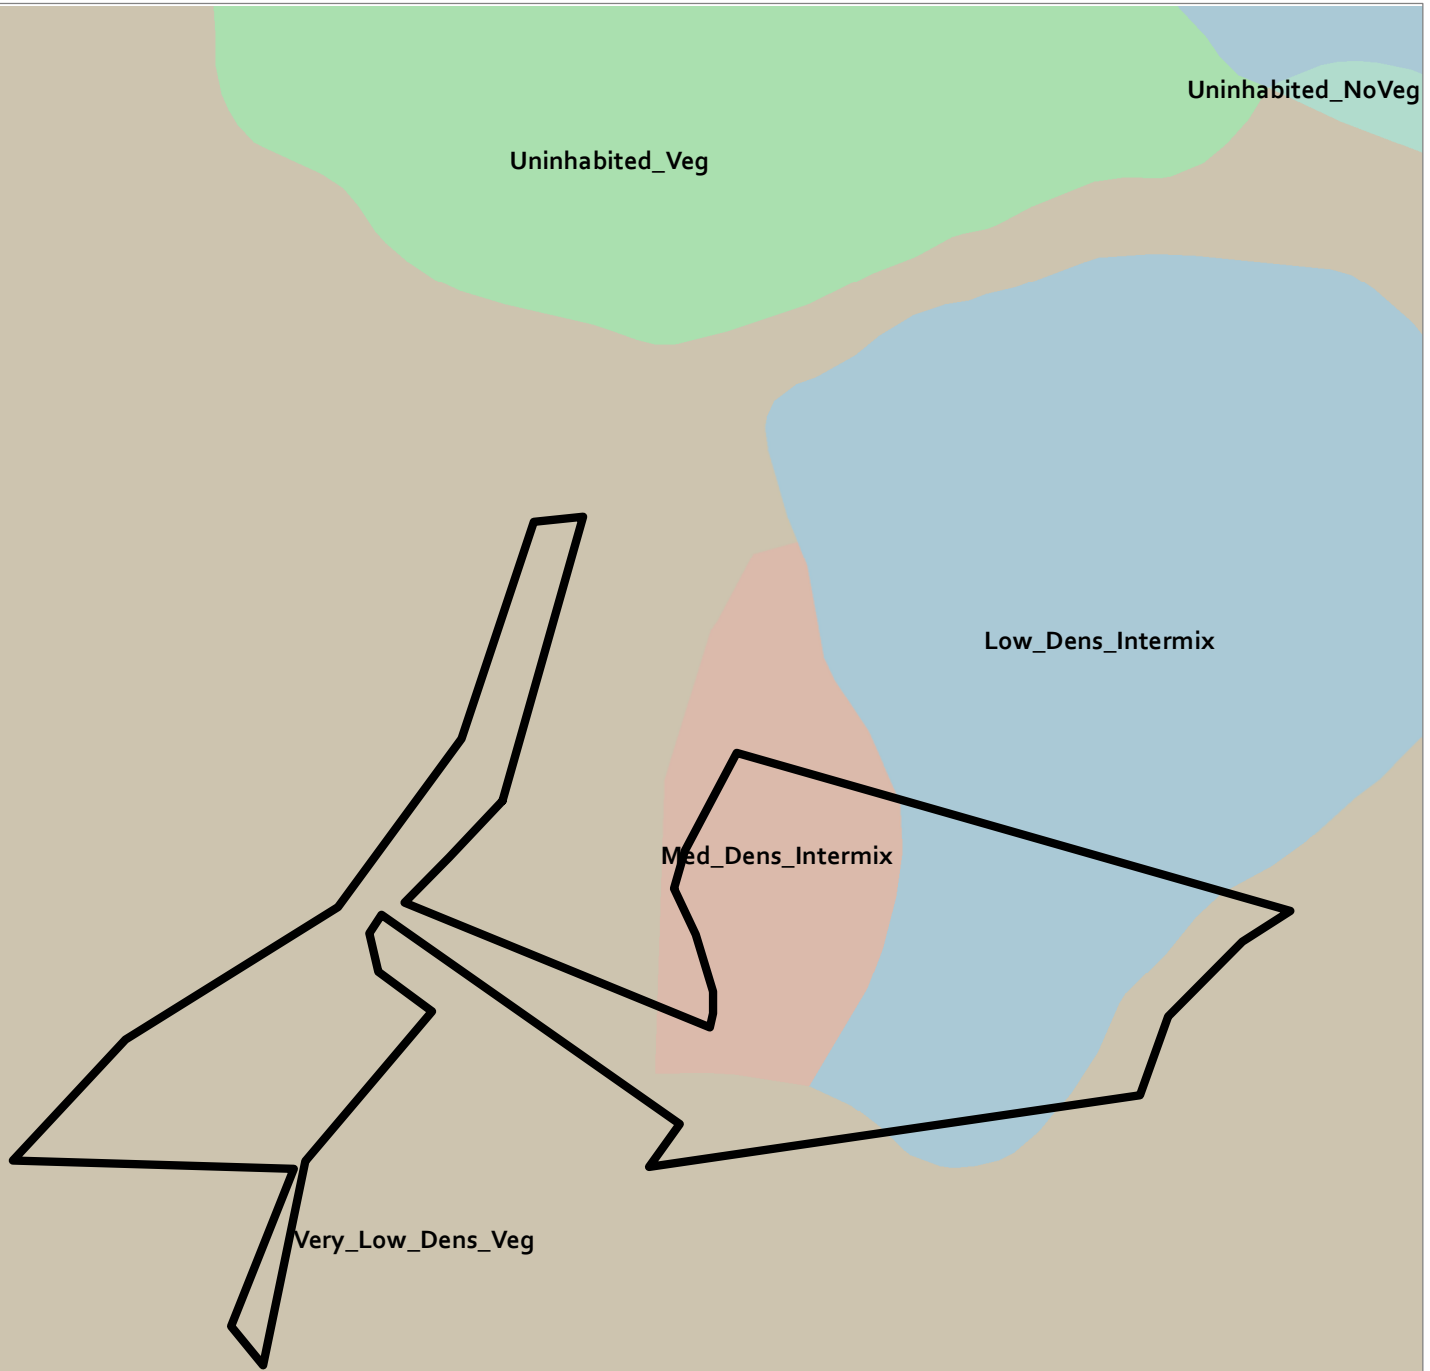 Uninhabited_NoVeg
Uninhabited_Veg
Low_Dens_Intermix
Med_Dens_Intermix
Very_Low_Dens_Veg